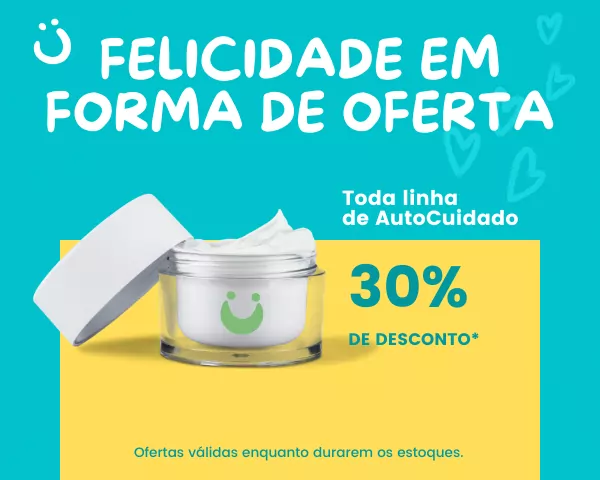 FELICIDADE EM
FORMA DE OFERTA
Toda linha
de AutoCuidado
30%
DE DESCONTO*
Ofertas válidas enquanto durarem os estoques.